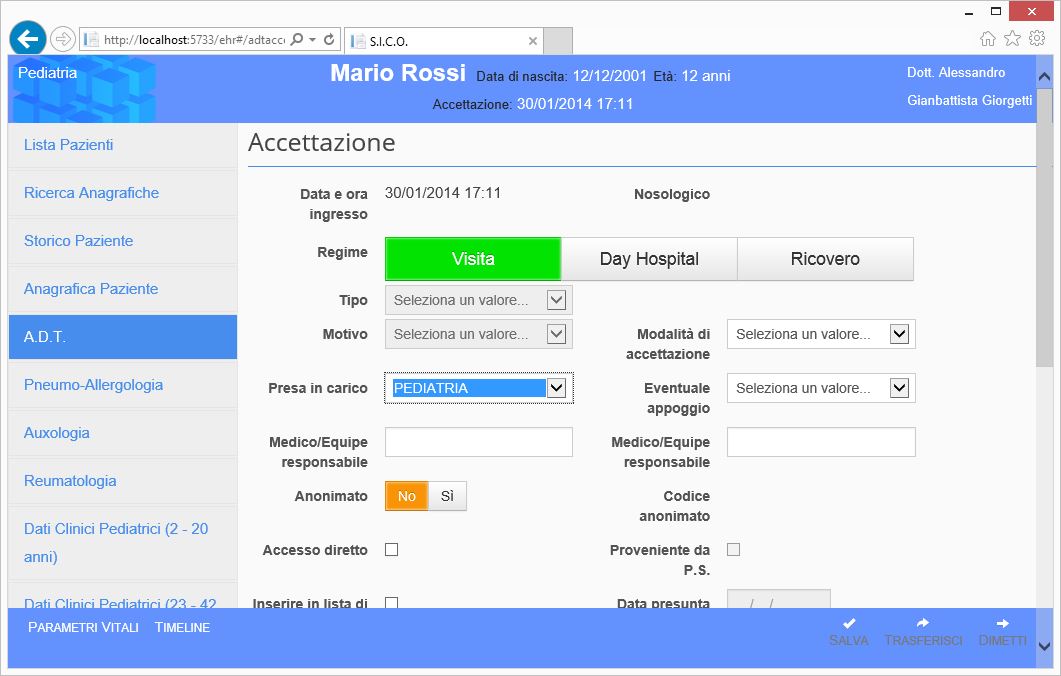 http://localhost:5733/ehr#/adtacc
S.I.C.O.
Pediatria
Mario Rossi Data di nascita: 12/12/2001 Età: 12 anni
Accettazione: 30/01/2014 17:11
Dott. Alessandro
Gianbattista Giorgetti
Lista Pazienti
Ricerca Anagrafiche
Storico Paziente
Anagrafica Paziente
A.D.T.
Pneumo-Allergologia
Auxologia
Reumatologia
Dati Clinici Pediatrici (2 - 20
anni)
Dati Clinici Pediatrici (23 - 42
Accettazione
Data e ora
ingresso
30/01/2014 17:11
Nosologico
Regime
Visita
Day Hospital
Ricovero
Tipo
Seleziona un valore...
Motivo
Seleziona un valore...
Modalità di
accettazione
Seleziona un valore...
Presa in carico
PEDIATRIA
Eventuale
appoggio
Seleziona un valore...
Medico/Equipe
responsabile
Medico/Equipe
responsabile
Anonimato
No
Sì
Codice
anonimato
Accesso diretto
Proveniente da
P.S.
Inserire in lista di
Data presunta
__/__/____
PARAMETRI VITALI
TIMELINE
SALVA
TRASFERISCI
DIMETTI